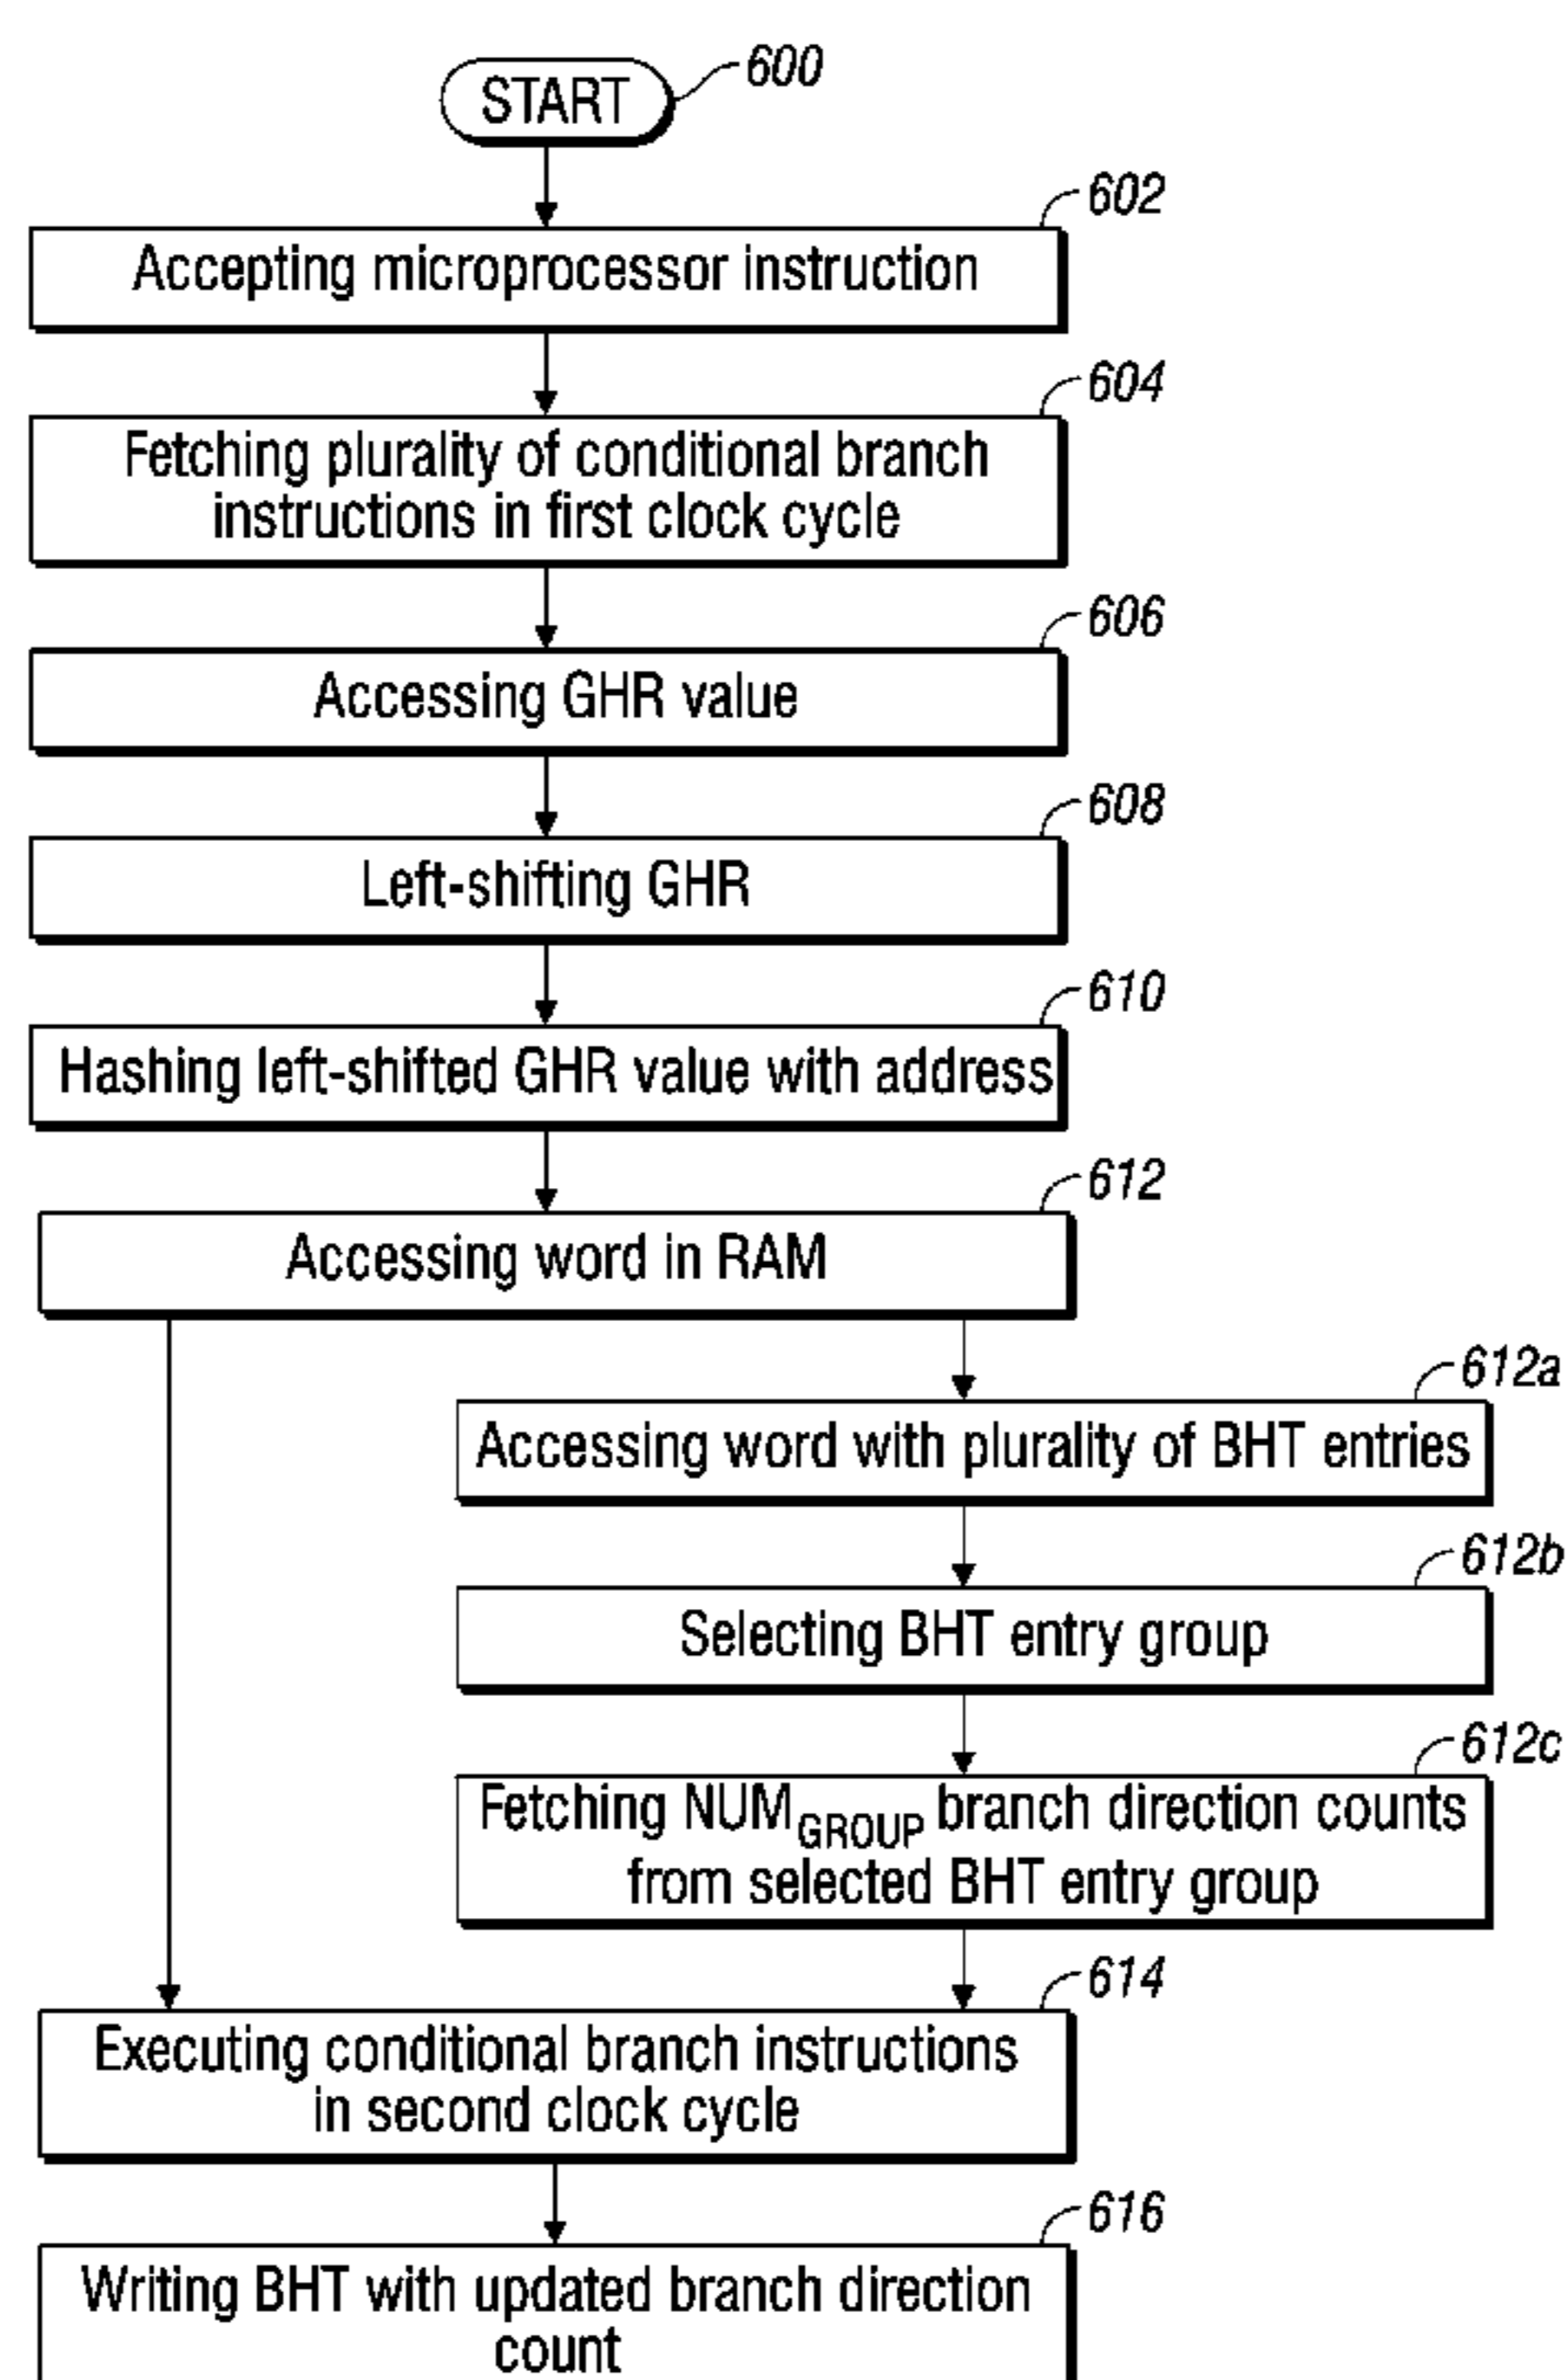 START
600
602
Accepting microprocessor instruction
604
Fetching plurality of conditional branch
instructions in first clock cycle
606
Accessing GHR value
608
Left-shifting GHR
610
Hashing left-shifted GHR value with address
612
Accessing word in RAM
612a
Accessing word with plurality of BHT entries
612b
Selecting BHT entry group
612c
Fetching NUM_GROUP branch direction counts
from selected BHT entry group
614
Executing conditional branch instructions
in second clock cycle
616
Writing BHT with updated branch direction
count